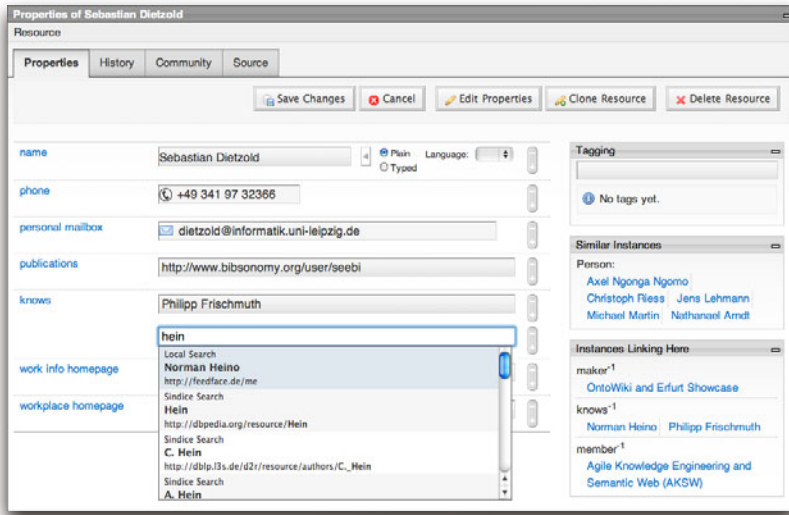 Properties of Sebastian Dietzold
Resource
Properties History Community Source
Save Changes Cancel Edit Properties Clone Resource Delete Resource
name
Sebastian Dietzold
Plain Language:
Typed
phone
+49 341 97 32366
personal mailbox
dietzold@informatik.uni-leipzig.de
publications
http://www.bibsonomy.org/user/seebi
knows
Philipp Frischmuth
hein
Local Search
Norman Heino
http://feedface.de/me
Sindice Search
Hein
http://dbpedia.org/resource/Hein
Sindice Search
C. Hein
http://dblp.l3s.de/d2r/resource/authors/C._Hein
Sindice Search
A. Hein
work info homepage
workplace homepage
Tagging
No tags yet.
Similar Instances
Person:
Axel Ngonga Ngomo
Christoph Riess Jens Lehmann
Michael Martin Nathanael Arndt
Instances Linking Here
maker-1
OntoWiki and Erfurt Showcase
knows-1
Norman Heino Philipp Frischmuth
member-1
Agile Knowledge Engineering and
Semantic Web (AKSW)